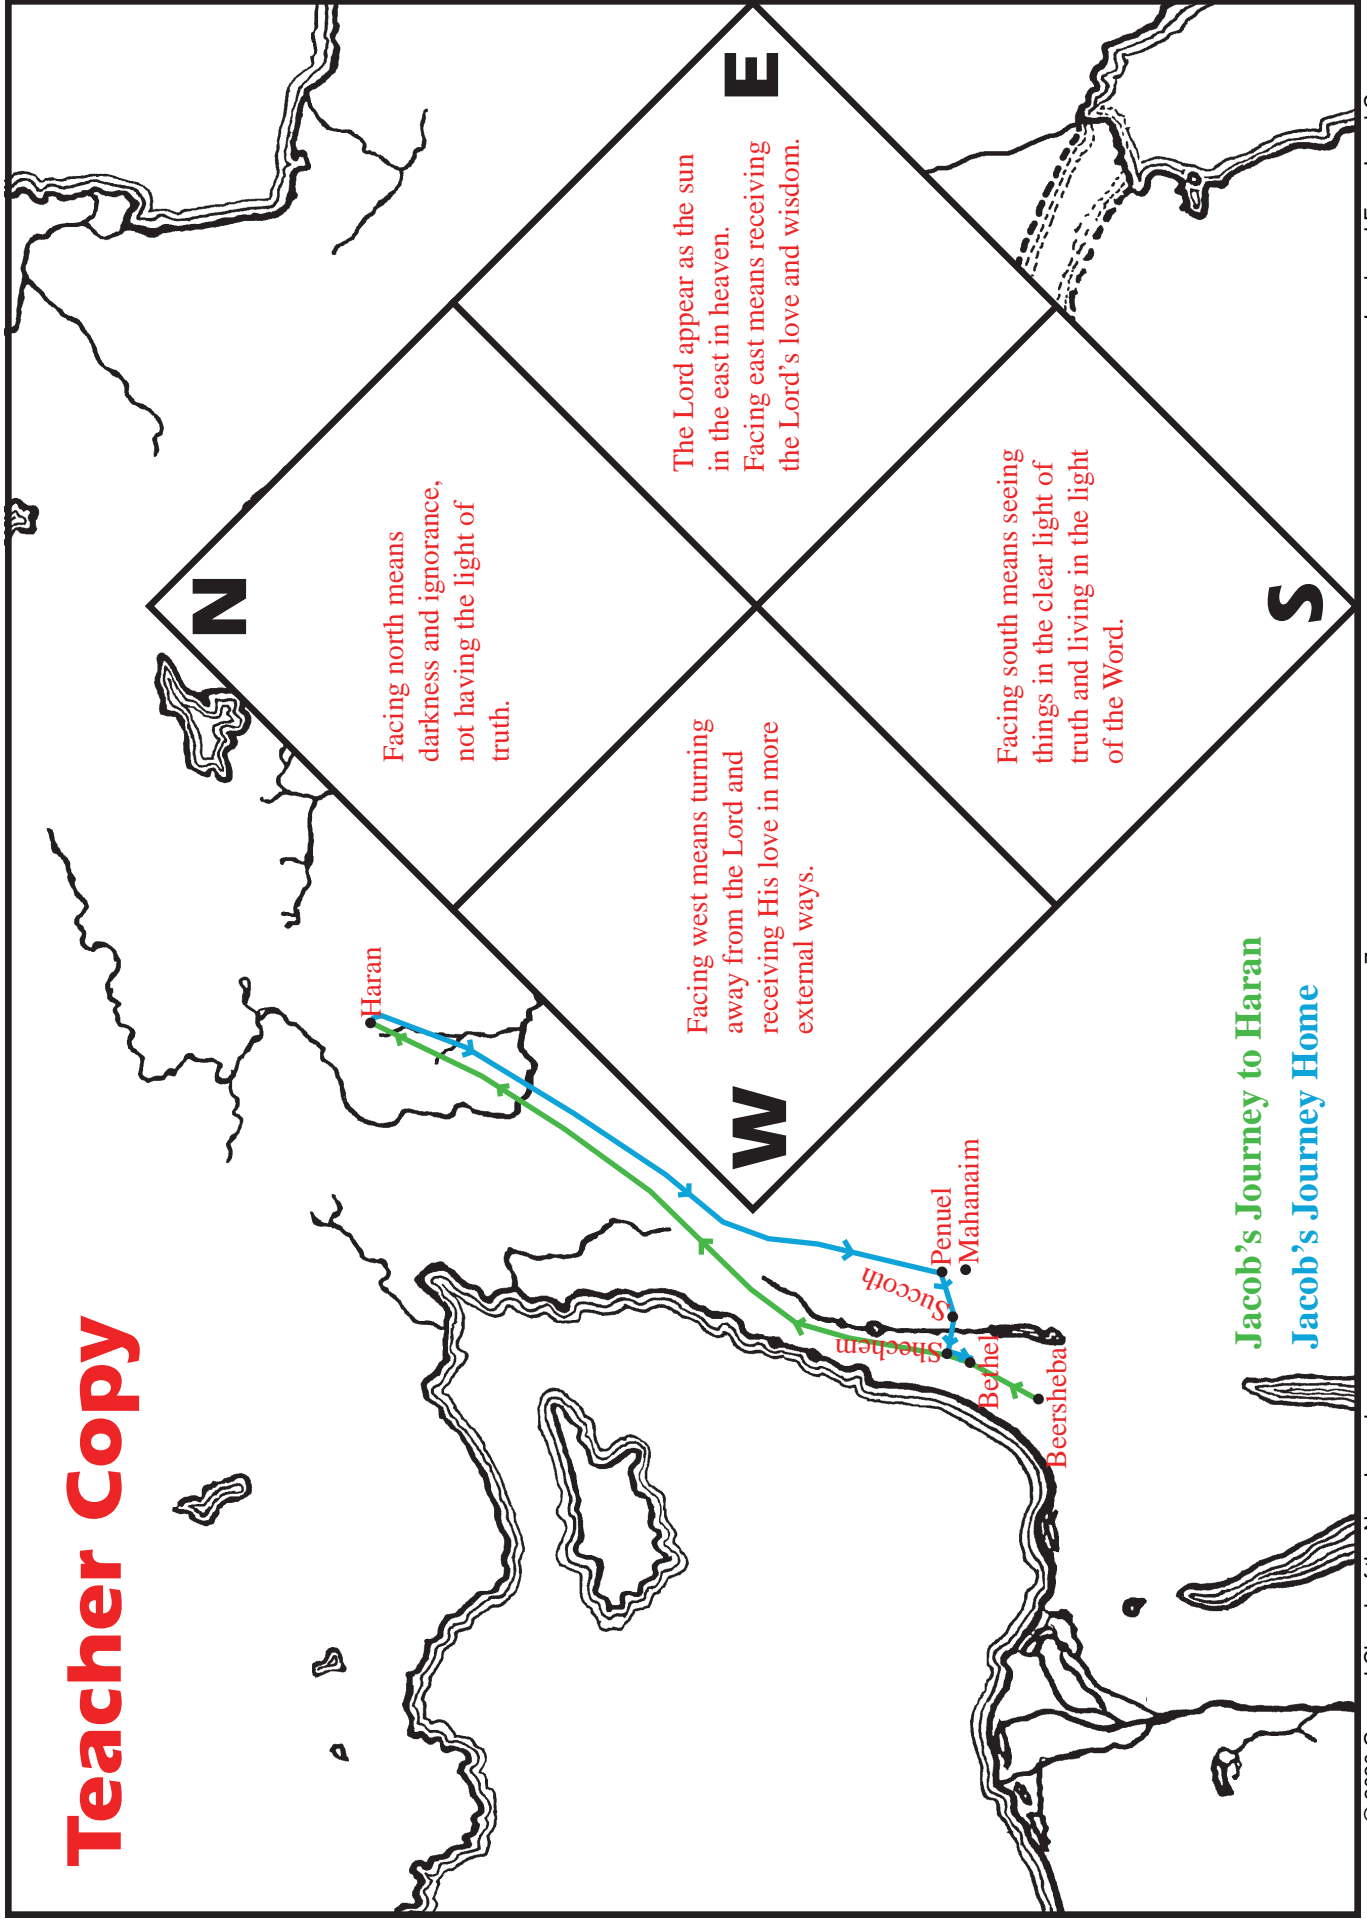 Teacher Copy
N
Facing north means
darkness and ignorance,
not having the light of
truth.
E
The Lord appear as the sun
in the east in heaven.
Facing east means receiving
the Lord's love and wisdom.
W
Facing west means turning
away from the Lord and
receiving His love in more
external ways.
S
Facing south means seeing
things in the clear light of
truth and living in the light
of the Word.
Haran
Succoth
Penuel
Mahanaim
Shechem
Bethel
Beersheba
Jacob's Journey to Haran
Jacob's Journey Home